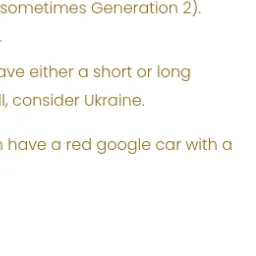 sometimes Generation 2).
.
ave either a short or long
l, consider Ukraine.
have a red google car with a